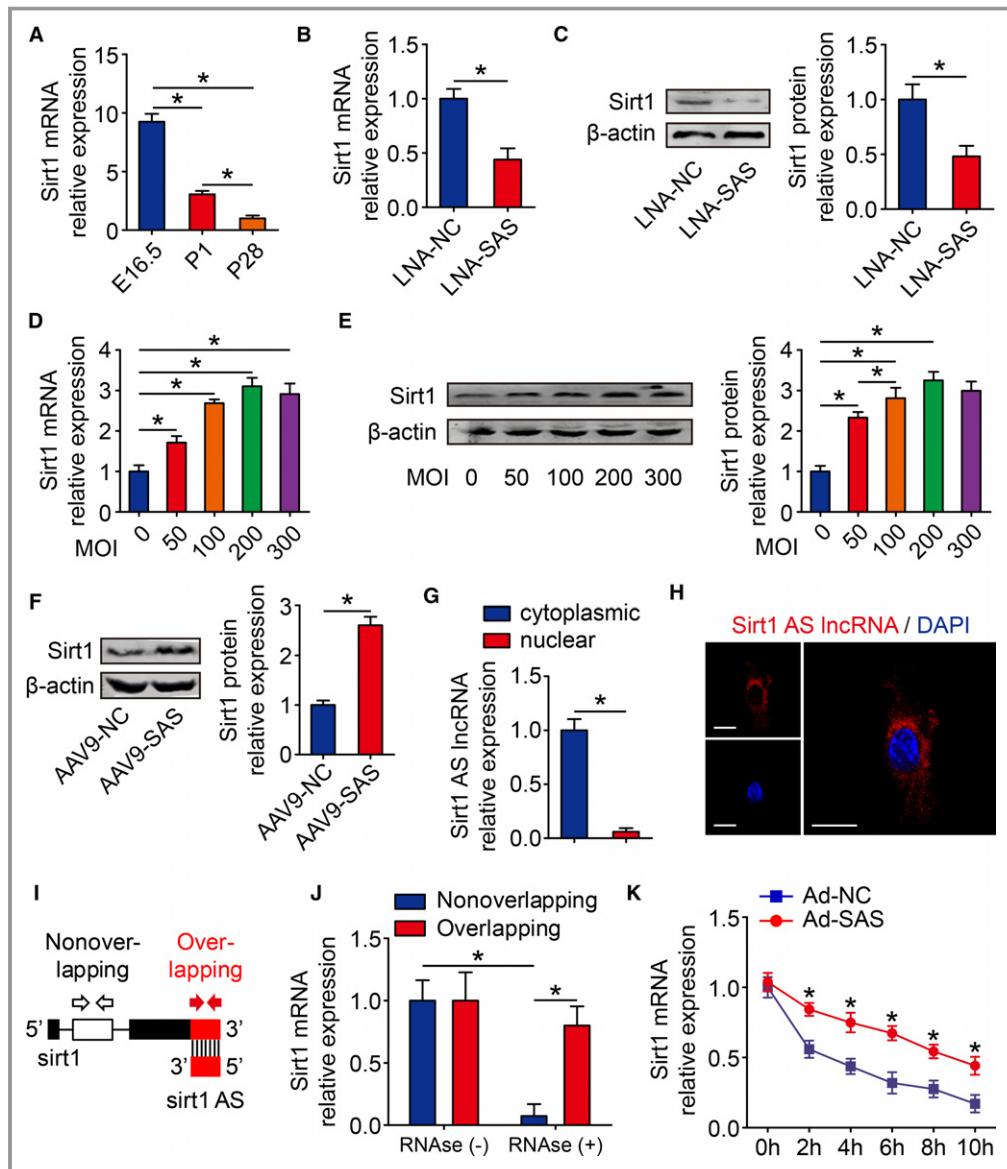 A
Sirt1 mRNA
relative expression
15
10
5
0
*
*
*
E16.5
P1
P28
B
Sirt1 mRNA
relative expression
1.5
1.0
0.5
0.0
*
LNA-NC
LNA-SAS
C
Sirt1
β-actin
LNA-NC
LNA-SAS
Sirt1 protein
relative expression
1.5
1.0
0.5
0.0
*
LNA-NC
LNA-SAS
D
Sirt1 mRNA
relative expression
4
3
2
1
0
*
*
*
*
MOI
0
50
100
200
300
E
Sirt1
β-actin
MOI 0 50 100 200 300
Sirt1 protein
relative expression
4
3
2
1
0
*
*
*
*
MOI
0
50
100
200
300
F
Sirt1
β-actin
AAV9-NC
AAV9-SAS
Sirt1 protein
relative expression
3
2
1
0
*
AAV9-NC
AAV9-SAS
G
cytoplasmic
nuclear
Sirt1 AS lncRNA
relative expression
1.5
1.0
0.5
0.0
*
H
Sirt1 AS lncRNA / DAPI
I
Nonover-
lapping
Over-
lapping
5’
3’
sirt1
3’
5’
sirt1 AS
J
Nonoverlapping
Overlapping
Sirt1 mRNA
relative expression
1.5
1.0
0.5
0.0
*
*
RNAse (-)
RNAse (+)
K
Ad-NC
Ad-SAS
Sirt1 mRNA
relative expression
1.5
1.0
0.5
0.0
*
*
*
*
*
0h 2h 4h 6h 8h 10h